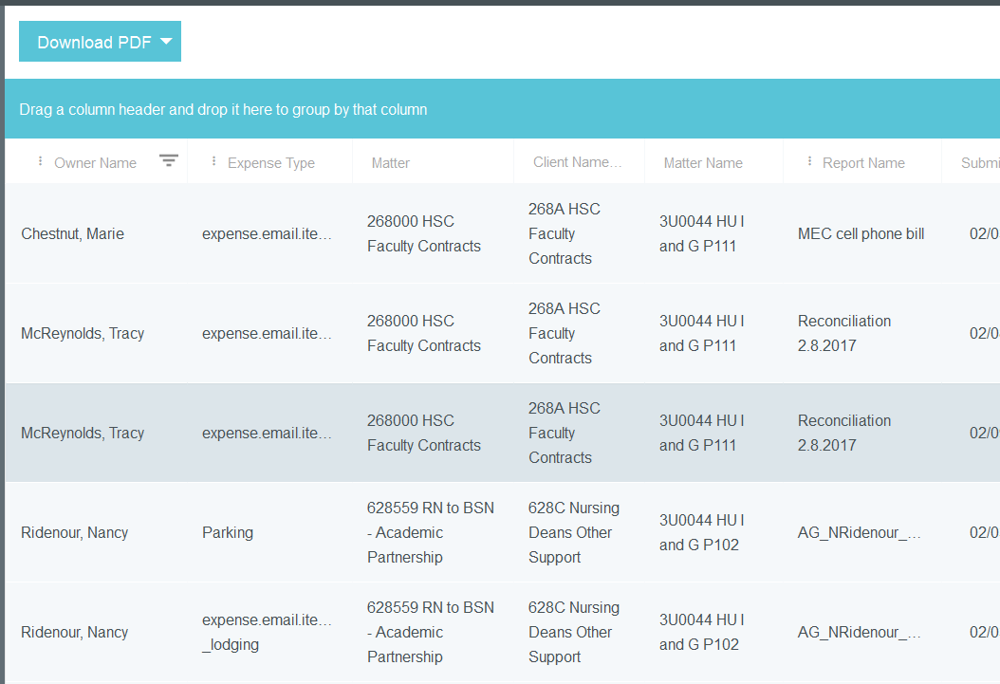 Download PDF
Drag a column header and drop it here to group by that column
Owner Name Expense Type Matter Client Name... Matter Name Report Name Submi
Chestnut, Marie
expense.email.ite...
268000 HSC
Faculty Contracts
268A HSC
Faculty
Contracts
3U0044 HU I
and G P111
MEC cell phone bill
02/0
McReynolds, Tracy
expense.email.ite...
268000 HSC
Faculty Contracts
268A HSC
Faculty
Contracts
3U0044 HU I
and G P111
Reconciliation
2.8.2017
02/0
McReynolds, Tracy
expense.email.ite...
268000 HSC
Faculty Contracts
268A HSC
Faculty
Contracts
3U0044 HU I
and G P111
Reconciliation
2.8.2017
02/0
Ridenour, Nancy
Parking
628559 RN to BSN
- Academic
Partnership
628C Nursing
Deans Other
Support
3U0044 HU I
and G P102
AG_NRidenour_...
02/0
Ridenour, Nancy
expense.email.ite...
_lodging
628559 RN to BSN
- Academic
Partnership
628C Nursing
Deans Other
Support
3U0044 HU I
and G P102
AG_NRidenour_...
02/0